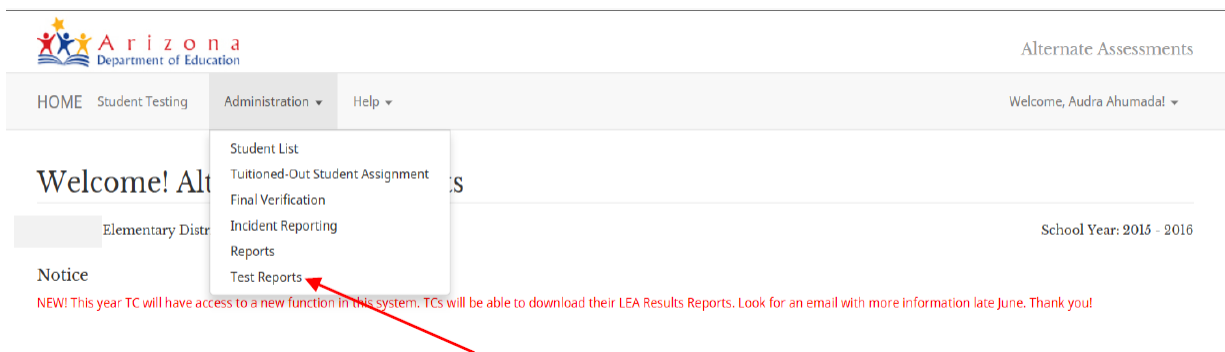 Arizona
Department of Education
Alternate Assessments
HOME Student Testing Administration Help Welcome, Audra Ahumada!
Student List
Tuitioned-Out Student Assignment
Final Verification
Incident Reporting
Reports
Test Reports
Welcome! Alt s
Elementary Distr School Year: 2015 - 2016
Notice
NEW! This year TC will have access to a new function in this system. TCs will be able to download their LEA Results Reports. Look for an email with more information late June. Thank you!